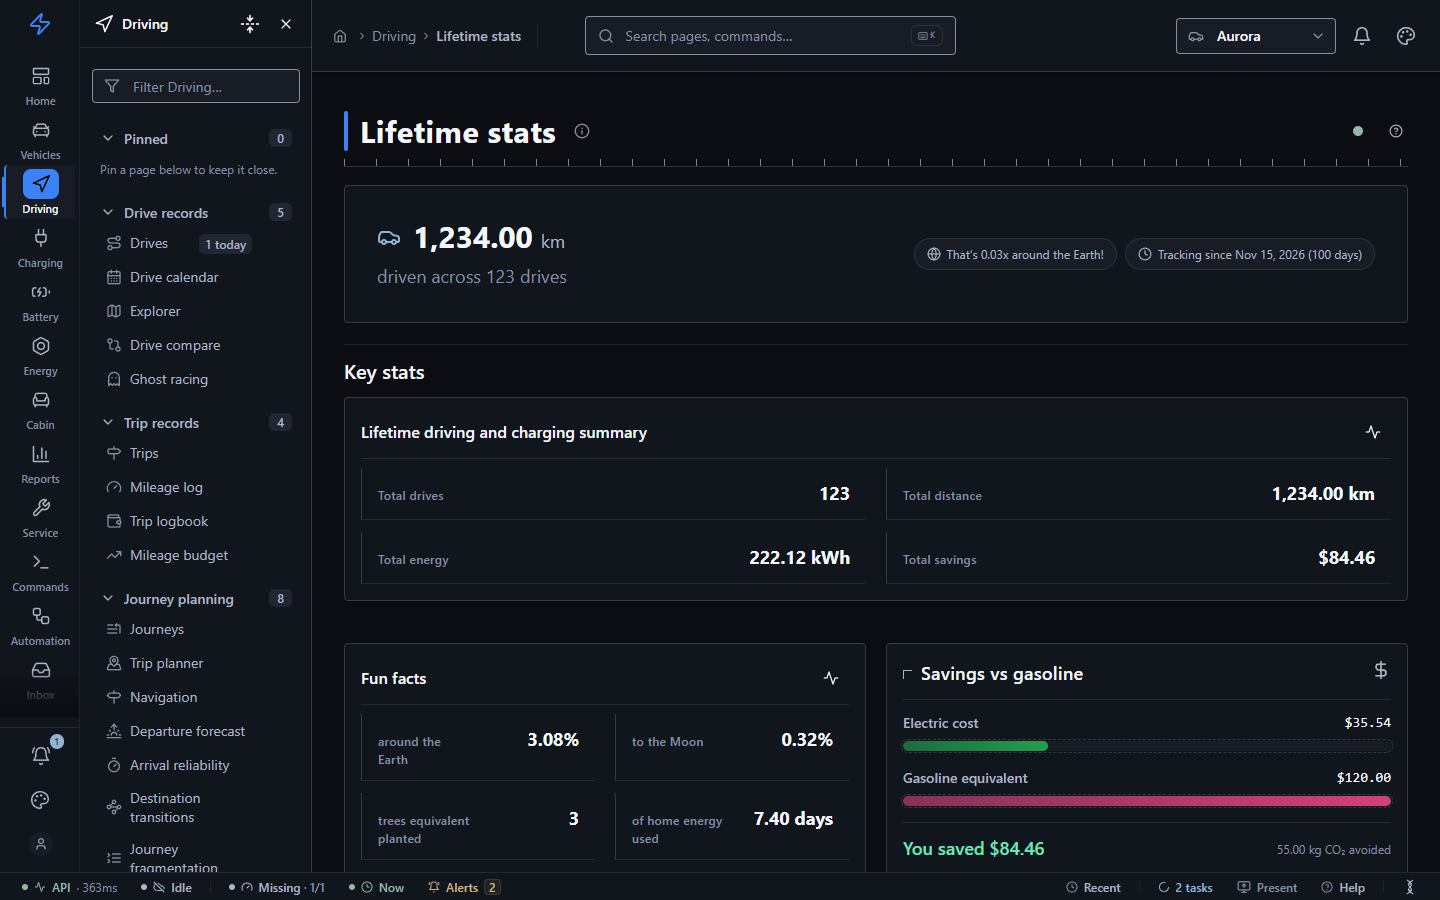 Home
Vehicles
Driving
Charging
Battery
Energy
Cabin
Reports
Service
Commands
Automation
Inbox
1
Driving
Filter Driving...
Pinned 0
Pin a page below to keep it close.
Drive records 5
Drives 1 today
Drive calendar
Explorer
Drive compare
Ghost racing
Trip records 4
Trips
Mileage log
Trip logbook
Mileage budget
Journey planning 8
Journeys
Trip planner
Navigation
Departure forecast
Arrival reliability
Destination
transitions
Journey
fragmentation
Driving Lifetime stats
Search pages, commands... K
Aurora
Lifetime stats
1,234.00 km
driven across 123 drives
That's 0.03x around the Earth!
Tracking since Nov 15, 2026 (100 days)
Key stats
Lifetime driving and charging summary
Total drives 123
Total distance 1,234.00 km
Total energy 222.12 kWh
Total savings $84.46
Fun facts
around the
Earth
3.08%
to the Moon 0.32%
trees equivalent
planted
3
of home energy
used
7.40 days
Savings vs gasoline
Electric cost $35.54
Gasoline equivalent $120.00
You saved $84.46 55.00 kg CO₂ avoided
API · 363ms Idle Missing · 1/1 Now Alerts 2 Recent 2 tasks Present Help